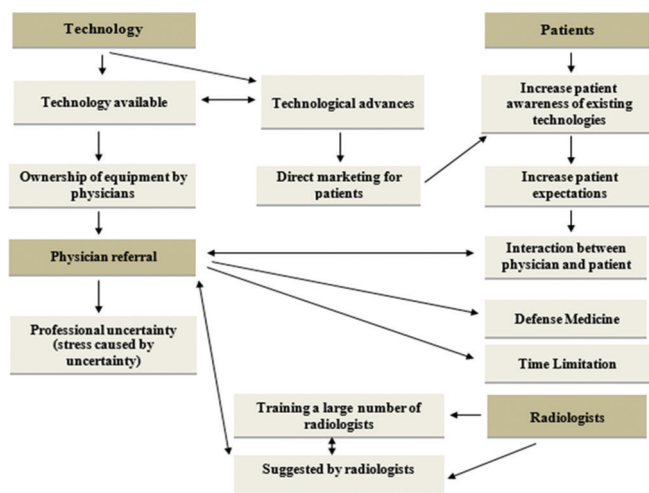 Technology
Patients
Technology available
Technological advances
Increase patient
awareness of existing
technologies
Ownership of equipment by
physicians
Direct marketing for
patients
Increase patient
expectations
Physician referral
Interaction between
physician and patient
Professional uncertainty
(stress caused by
uncertainty)
Defense Medicine
Time Limitation
Training a large number of
radiologists
Radiologists
Suggested by radiologists